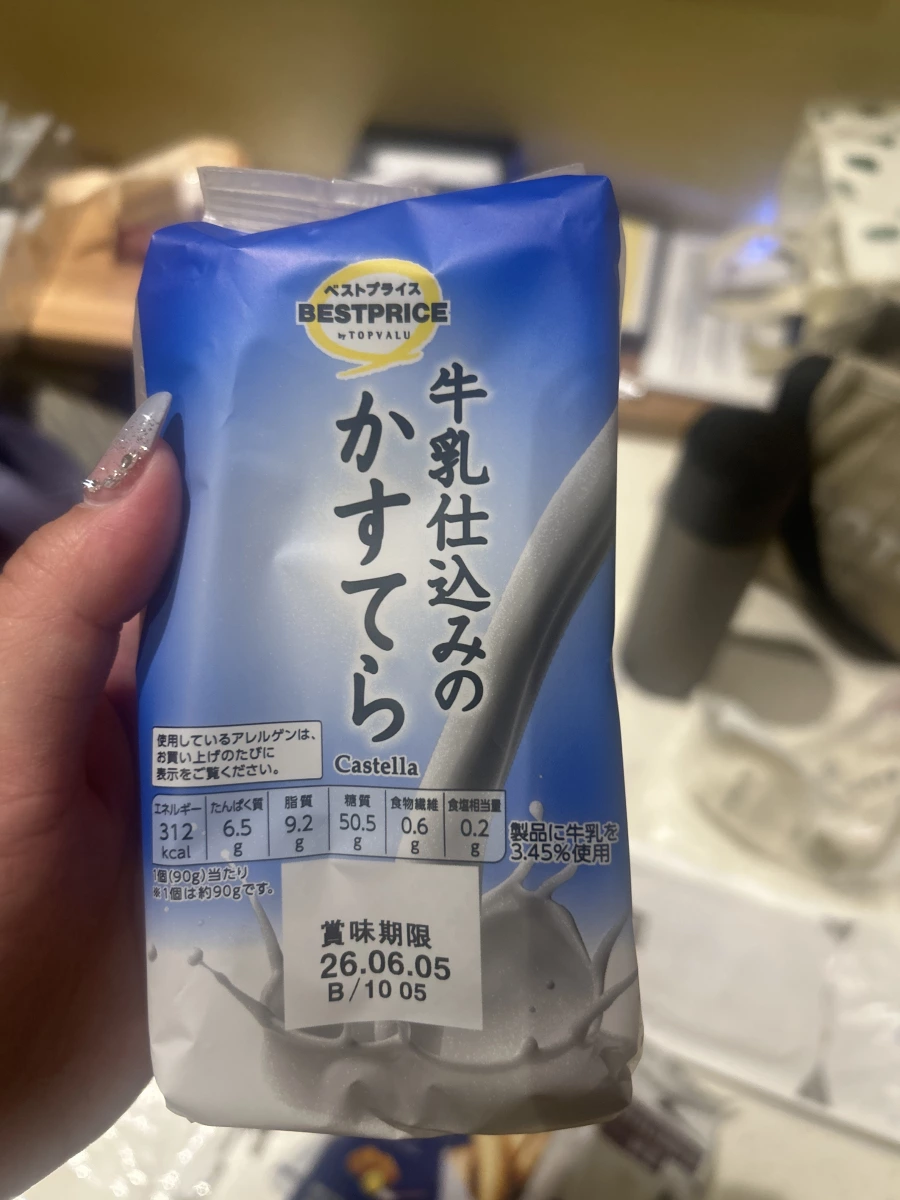 ベストプライス
BESTPRICE
by TOPVALU
牛乳仕込みの
かすてら
Castella
使用しているアレルゲンは、
お買い上げのたびに
表示をご覧ください。
エネルギー たんぱく質 脂質 糖質 食物繊維 食塩相当量
312 6.5 9.2 50.5 0.6 0.2
kcal g g g g g
1個(90g)当たり
※1個は約90gです。
製品に牛乳を
3.45%使用
賞味期限
26.06.05
B/10 05